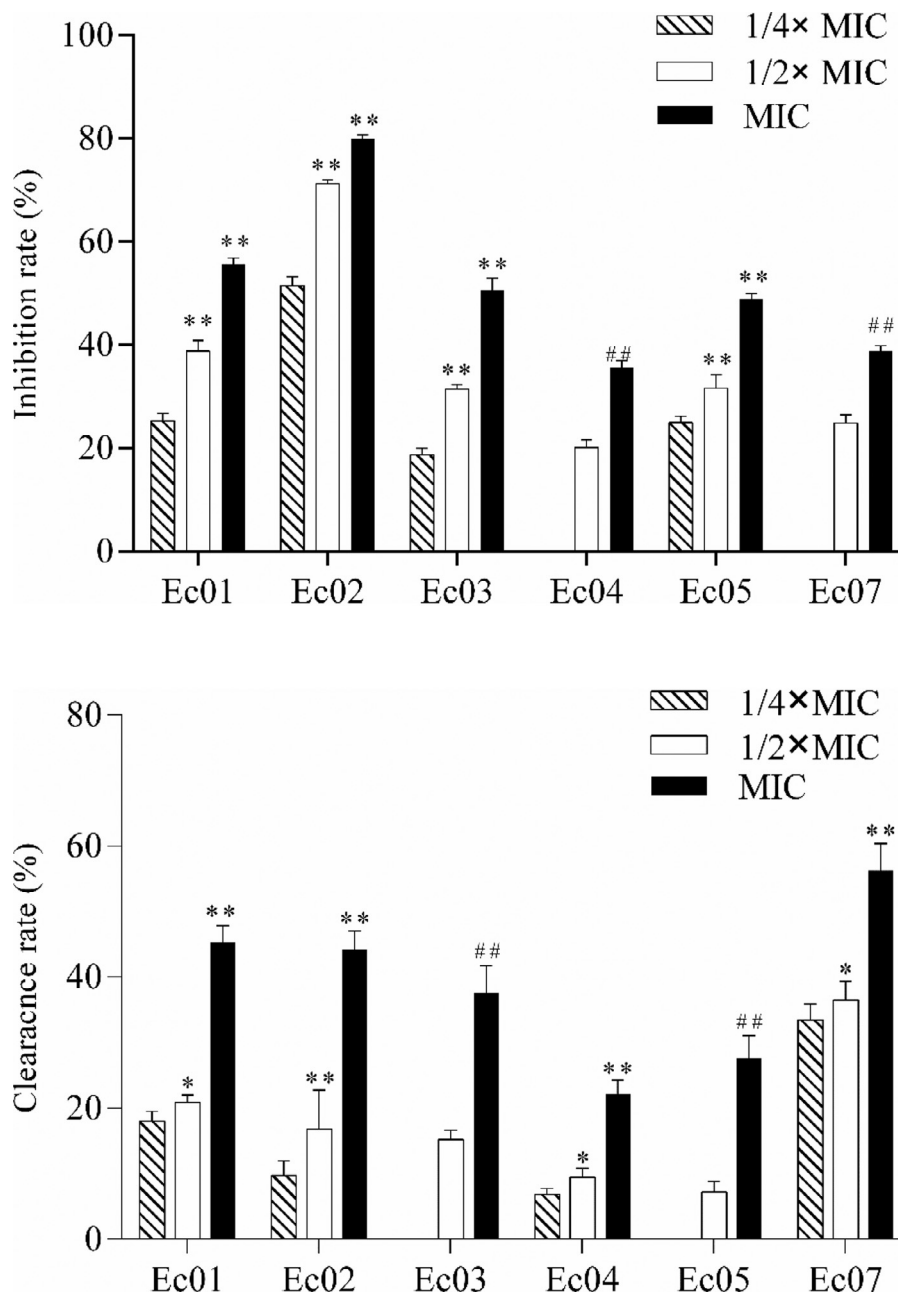 100
80
60
40
20
0
Inhibition rate (%)
1/4× MIC
1/2× MIC
MIC
** ** ** ** ** ** ## ** ** ##
Ec01 Ec02 Ec03 Ec04 Ec05 Ec07
80
60
40
20
0
Clearacnce rate (%)
1/4×MIC
1/2×MIC
MIC
* ** ** ** ## * ** ## * **
Ec01 Ec02 Ec03 Ec04 Ec05 Ec07